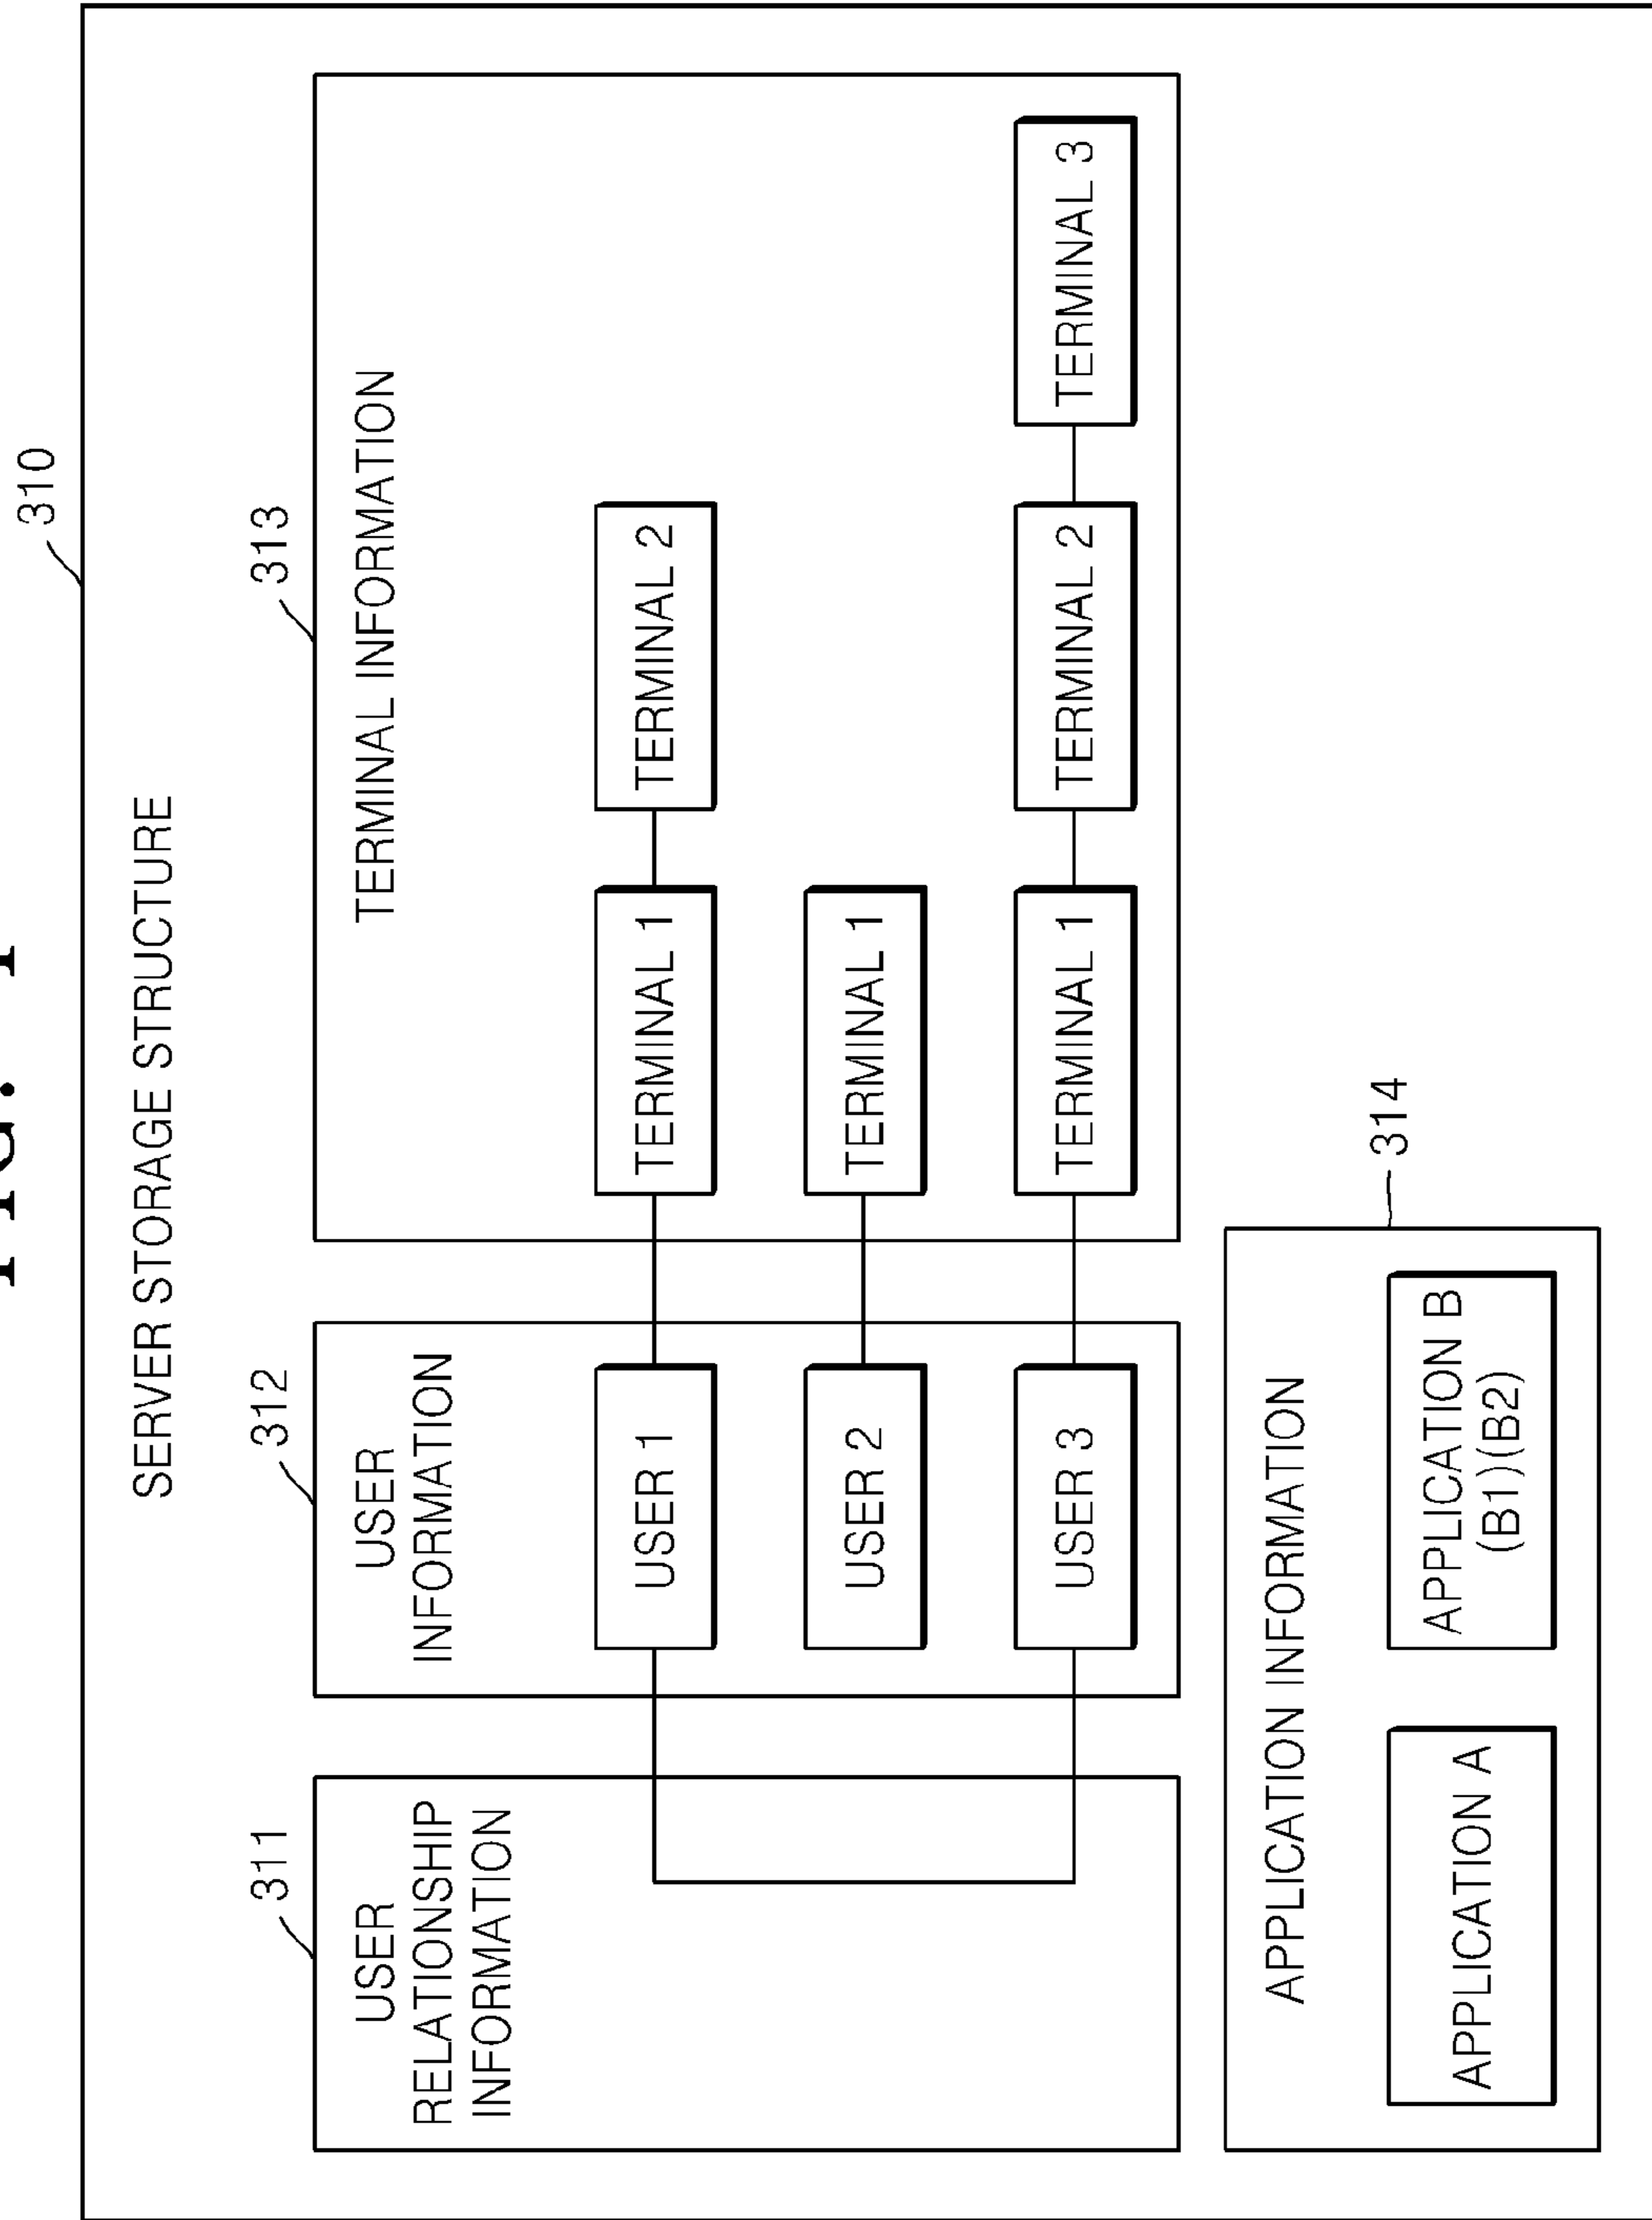 310
SERVER STORAGE STRUCTURE
311
312
313
USER
RELATIONSHIP
INFORMATION
USER
INFORMATION
TERMINAL INFORMATION
USER 1
TERMINAL 1
TERMINAL 2
USER 2
TERMINAL 1
USER 3
TERMINAL 1
TERMINAL 2
TERMINAL 3
314
APPLICATION INFORMATION
APPLICATION A
APPLICATION B
(B1)(B2)